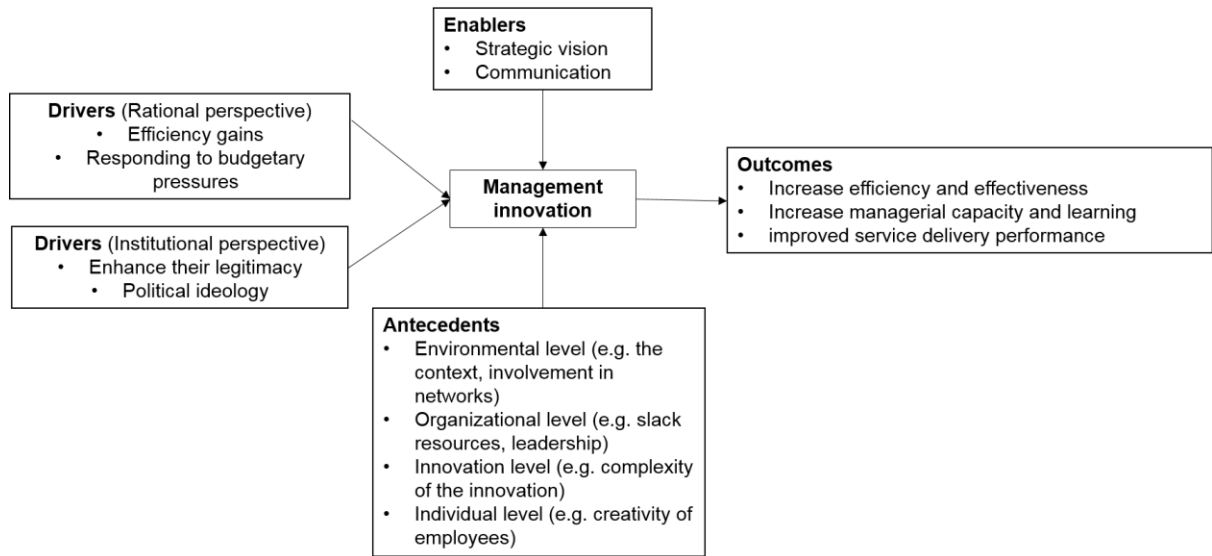 Enablers
• Strategic vision
• Communication
Drivers (Rational perspective)
• Efficiency gains
• Responding to budgetary
pressures
Management
innovation
Outcomes
• Increase efficiency and effectiveness
• Increase managerial capacity and learning
• improved service delivery performance
Drivers (Institutional perspective)
• Enhance their legitimacy
• Political ideology
Antecedents
• Environmental level (e.g. the
context, involvement in
networks)
• Organizational level (e.g. slack
resources, leadership)
• Innovation level (e.g. complexity
of the innovation)
• Individual level (e.g. creativity of
employees)